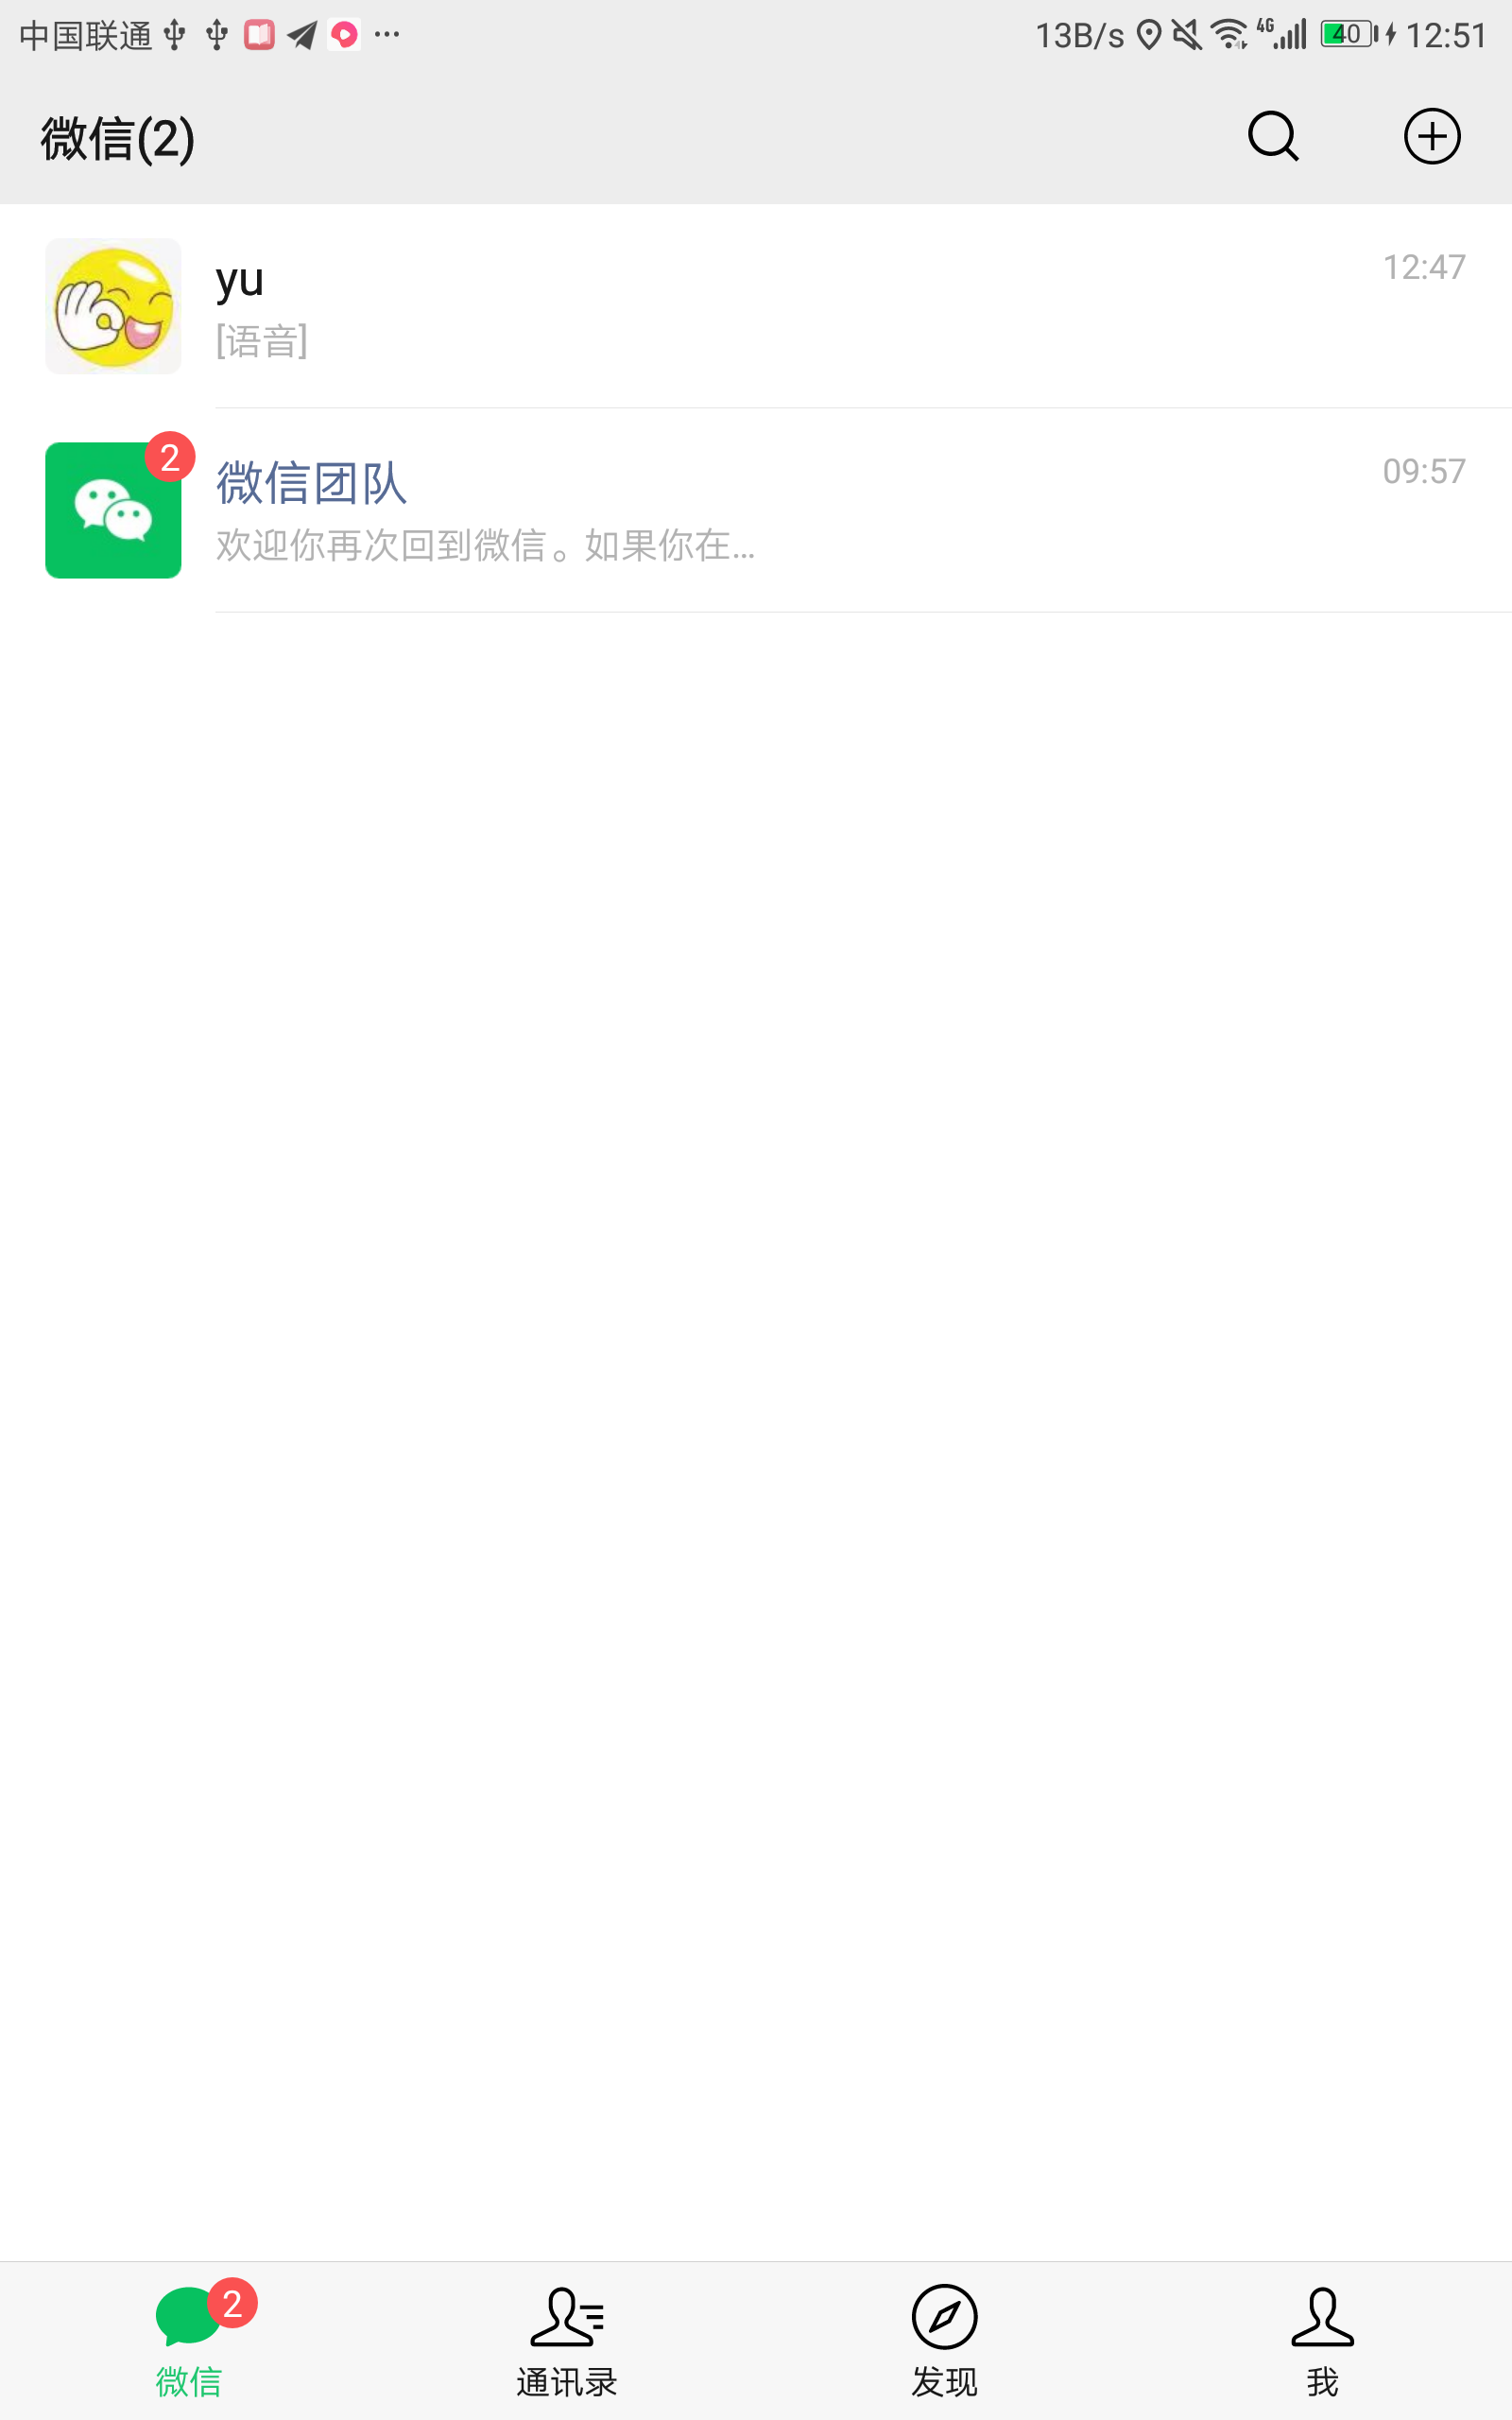 中国联通 13B/s 4G 40 12:51
微信(2)
yu 12:47
[语音]
2
微信团队 09:57
欢迎你再次回到微信。如果你在...
2
微信 通讯录 发现 我